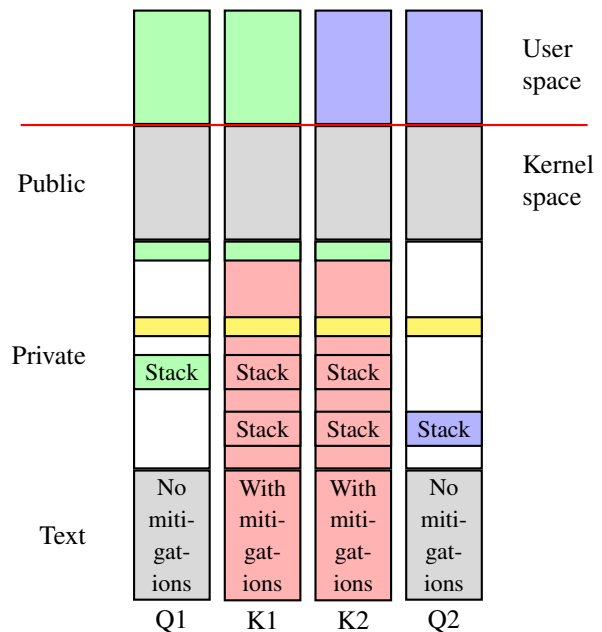 User
space
Public
Kernel
space
Private
Stack
Stack
Stack
Stack
Stack
Stack
Text
No
miti-
gat-
ions
With
miti-
gat-
ions
With
miti-
gat-
ions
No
miti-
gat-
ions
Q1
K1
K2
Q2